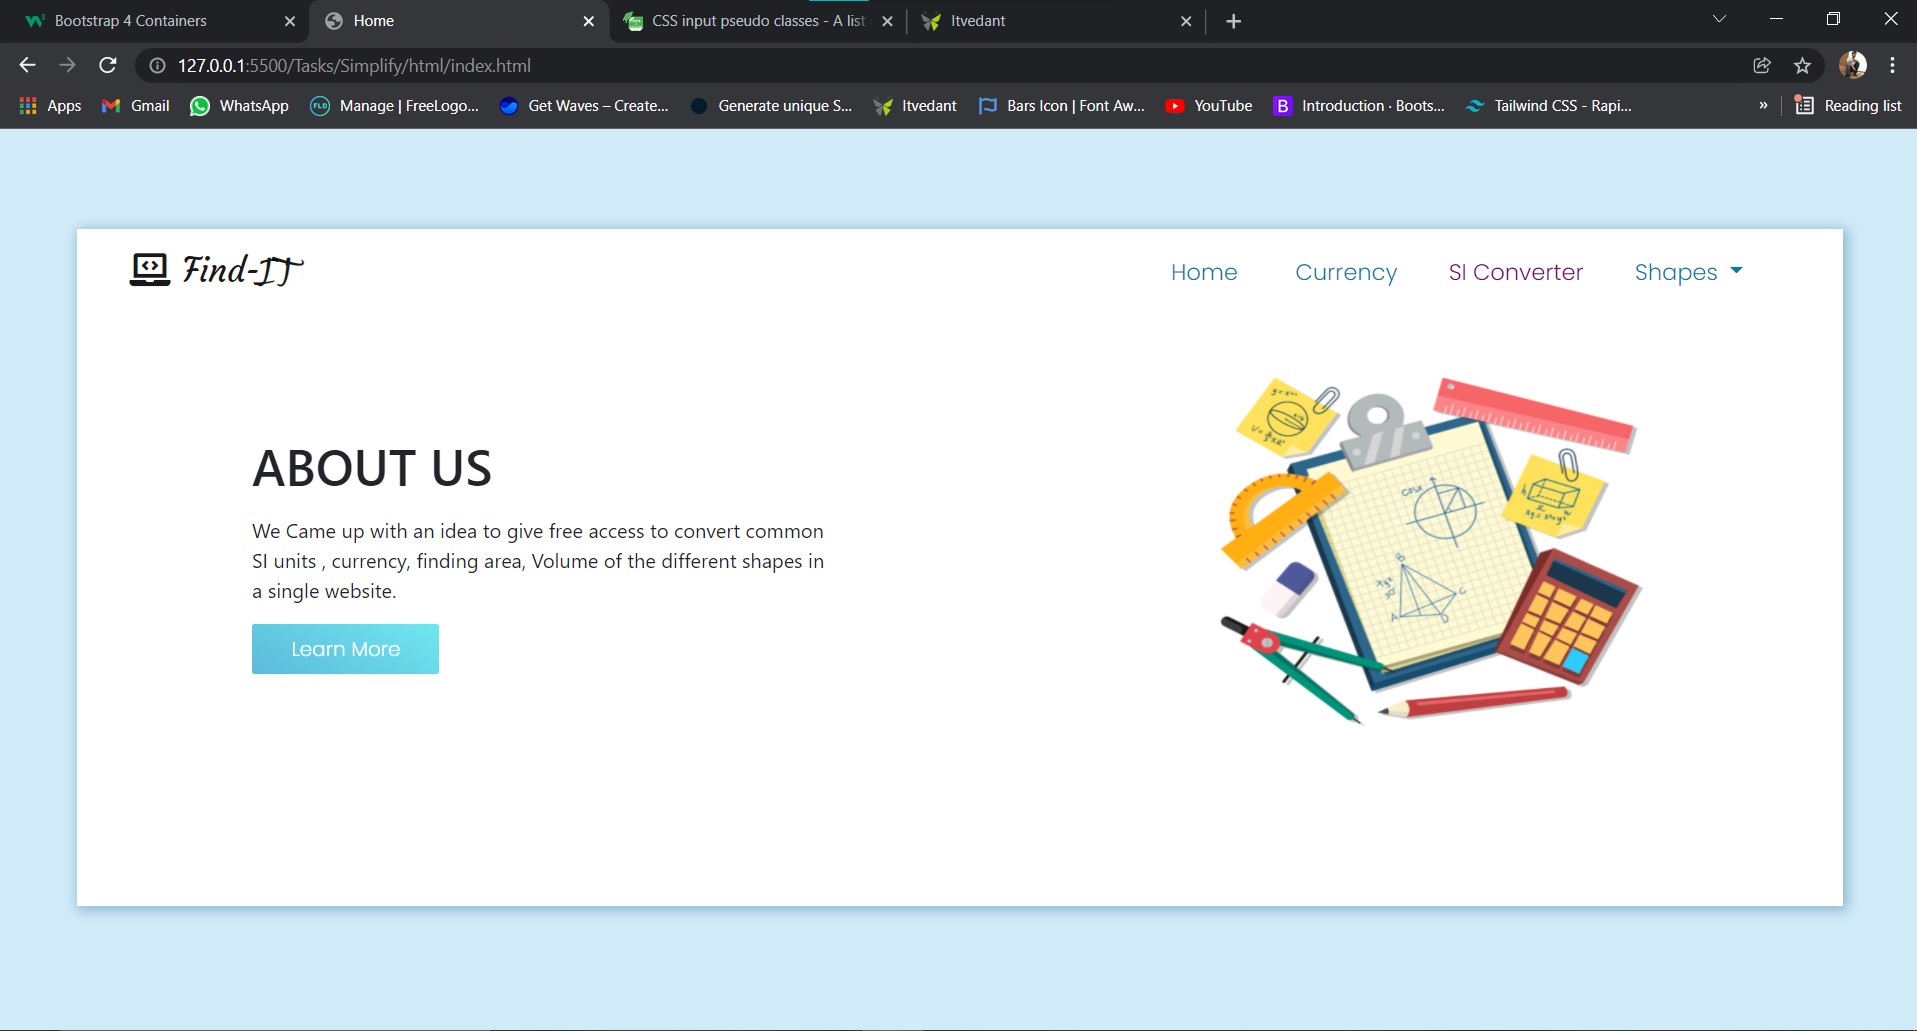 Bootstrap 4 Containers
Home
CSS input pseudo classes - A list
Itvedant
127.0.0.1:5500/Tasks/Simplify/html/index.html
Apps
Gmail
WhatsApp
Manage | FreeLogo...
Get Waves – Create...
Generate unique S...
Itvedant
Bars Icon | Font Aw...
YouTube
Introduction · Boots...
Tailwind CSS - Rapi...
»
Reading list
Find-IT
Home
Currency
SI Converter
Shapes
ABOUT US
We Came up with an idea to give free access to convert common
SI units , currency, finding area, Volume of the different shapes in
a single website.
Learn More
cosx
B
A
D
C